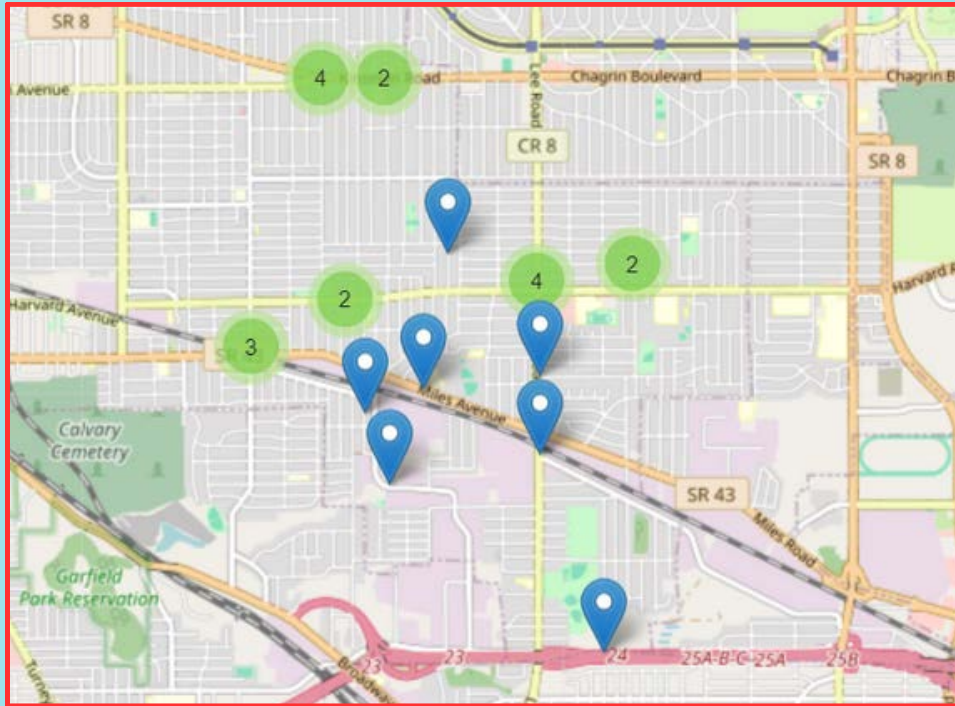 SR 8
4
2
Road
Chagrin Boulevard
Chagrin B
Avenue
Lee Road
CR 8
SR 8
2
4
2
Harvard Avenue
Harvard R
3
SR
Miles Avenue
Calvary
Cemetery
SR 43
Miles Road
Garfield
Park Reservation
23
23
24
25A-B-C
25A
25B
Turney
Broadway